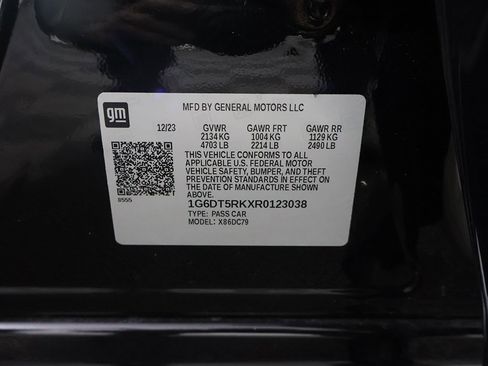 gm
MFD BY GENERAL MOTORS LLC
12/23 GVWR GAWR FRT GAWR RR
2134 KG 1004 KG 1129 KG
4703 LB 2214 LB 2490 LB
THIS VEHICLE CONFORMS TO ALL
APPLICABLE U.S. FEDERAL MOTOR
VEHICLE SAFETY, BUMPER, AND THEFT
PREVENTION STANDARDS IN EFFECT ON
THE DATE OF MANUFACTURE SHOWN
ABOVE.
8555
1G6DT5RKXR0123038
TYPE: PASS CAR
MODEL: X86DC79